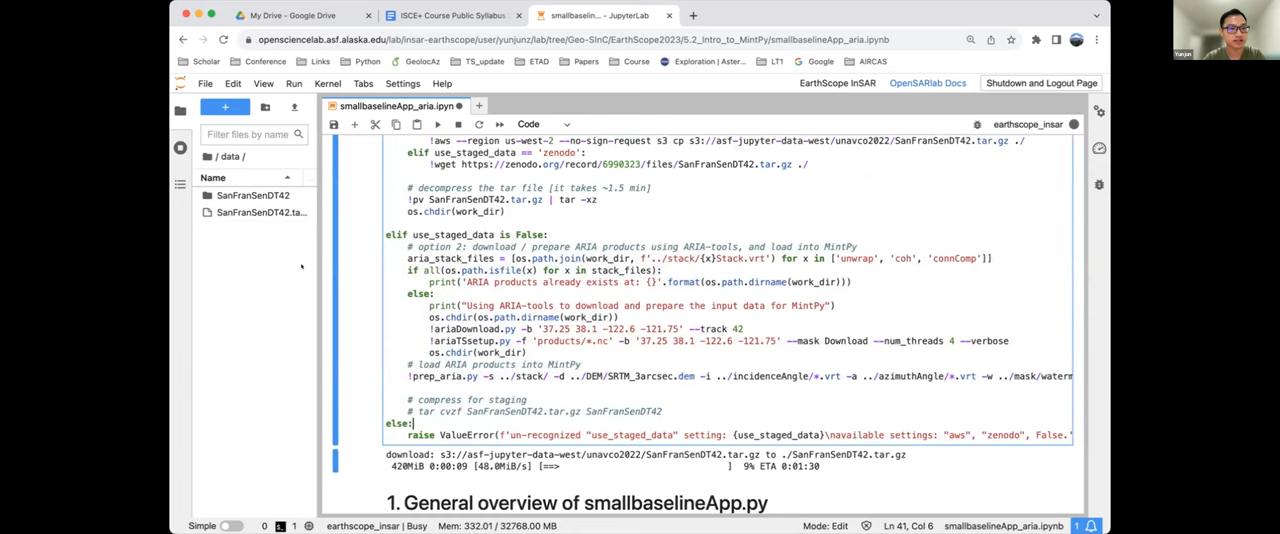 My Drive - Google Drive
ISCE+ Course Public Syllabus
smallbaselin... - JupyterLab
opensciencelab.asf.alaska.edu/lab/insar-earthscope/user/yunjunz/lab/tree/Geo-SInC/EarthScope2023/5.2_Intro_to_MintPy/smallbaselineApp_aria.ipynb
Scholar Conference Links Python GeolocAz TS_update ETAD Papers Course Exploration | Aster... LT1 Google AIRCAS
File Edit View Run Kernel Tabs Settings Help
EarthScope InSAR OpenSARlab Docs Shutdown and Logout Page
Filter files by name
/ data /
Name
SanFranSenDT42
SanFranSenDT42.ta...
smallbaselineApp_aria.ipynb
Code
earthscope_insar
!aws --region us-west-2 --no-sign-request s3 cp s3://asf-jupyter-data-west/unavco2022/SanFranSenDT42.tar.gz ./
elif use_staged_data == 'zenodo':
!wget https://zenodo.org/record/6990323/files/SanFranSenDT42.tar.gz ./
# decompress the tar file [it takes ~1.5 min]
!pv SanFranSenDT42.tar.gz | tar -xz
os.chdir(work_dir)
elif use_staged_data is False:
# option 2: download / prepare ARIA products using ARIA-tools, and load into MintPy
aria_stack_files = [os.path.join(work_dir, f'../stack/{x}Stack.vrt') for x in ['unwrap', 'coh', 'connComp']]
if all(os.path.isfile(x) for x in stack_files):
print('ARIA products already exists at: {}'.format(os.path.dirname(work_dir)))
else:
print("Using ARIA-tools to download and prepare the input data for MintPy")
os.chdir(os.path.dirname(work_dir))
!ariaDownload.py -b '37.25 38.1 -122.6 -121.75' --track 42
!ariaTSsetup.py -f 'products/*.nc' -b '37.25 38.1 -122.6 -121.75' --mask Download --num_threads 4 --verbose
os.chdir(work_dir)
# load ARIA products into MintPy
!prep_aria.py -s ../stack/ -d ../DEM/SRTM_3arcsec.dem -i ../incidenceAngle/*.vrt -a ../azimuthAngle/*.vrt -w ../mask/waterm
# compress for staging
# tar cvzf SanFranSenDT42.tar.gz SanFranSenDT42
else:
raise ValueError(f'un-recognized "use_staged_data" setting: {use_staged_data}\navailable settings: "aws", "zenodo", False.'
download: s3://asf-jupyter-data-west/unavco2022/SanFranSenDT42.tar.gz to ./SanFranSenDT42.tar.gz
420MiB 0:00:09 [48.0MiB/s] [==> ] 9% ETA 0:01:30
1. General overview of smallbaselineApp.py
Simple 0 1 earthscope_insar | Busy Mem: 332.01 / 32768.00 MB Mode: Edit Ln 41, Col 6 smallbaselineApp_aria.ipynb 1
Yunjun